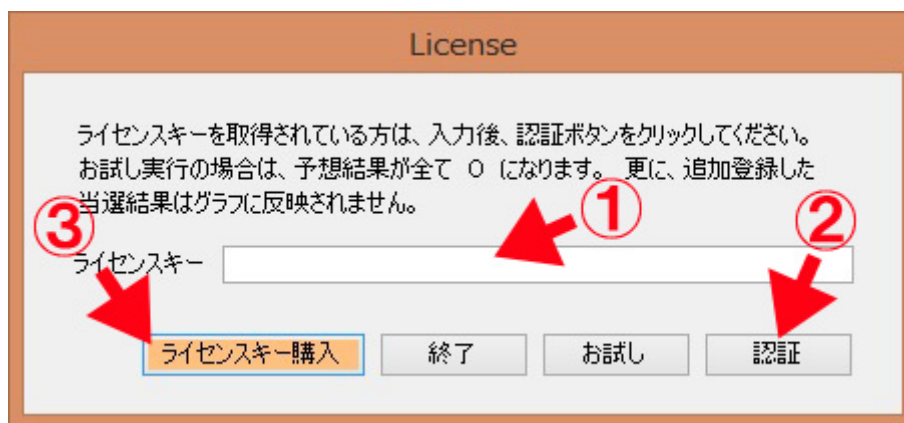 License
ライセンスキーを取得されている方は、入力後、認証ボタンをクリックしてください。
お試し実行の場合は、予想結果が全て 0 になります。 更に、追加登録した
当選結果はグラフに反映されません。
①
②
③
ライセンスキー
ライセンスキー購入 終了 お試し 認証